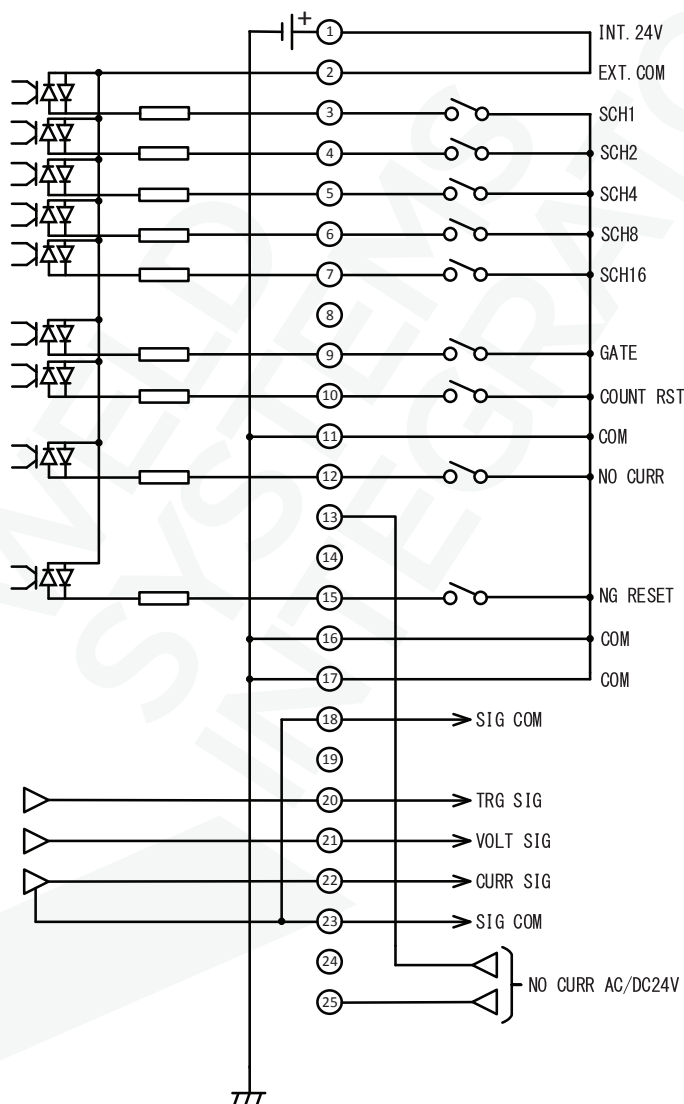 +
1 INT. 24V
2 EXT. COM
3 SCH1
4 SCH2
5 SCH4
6 SCH8
7 SCH16
8
9 GATE
10 COUNT RST
11 COM
12 NO CURR
13
14
15 NG RESET
16 COM
17 COM
18 SIG COM
19
20 TRG SIG
21 VOLT SIG
22 CURR SIG
23 SIG COM
24
NO CURR AC/DC24V
25
WELD
SYSTEMS
INTEGRATO